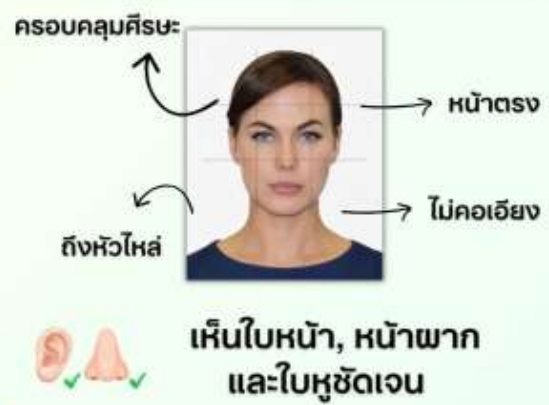 ครอบคลุมศีรษะ
หน้าตรง
ไม่คอเอียง
ถึงหัวไหล่
เห็นใบหน้า, หน้าผาก
และใบหูชัดเจน